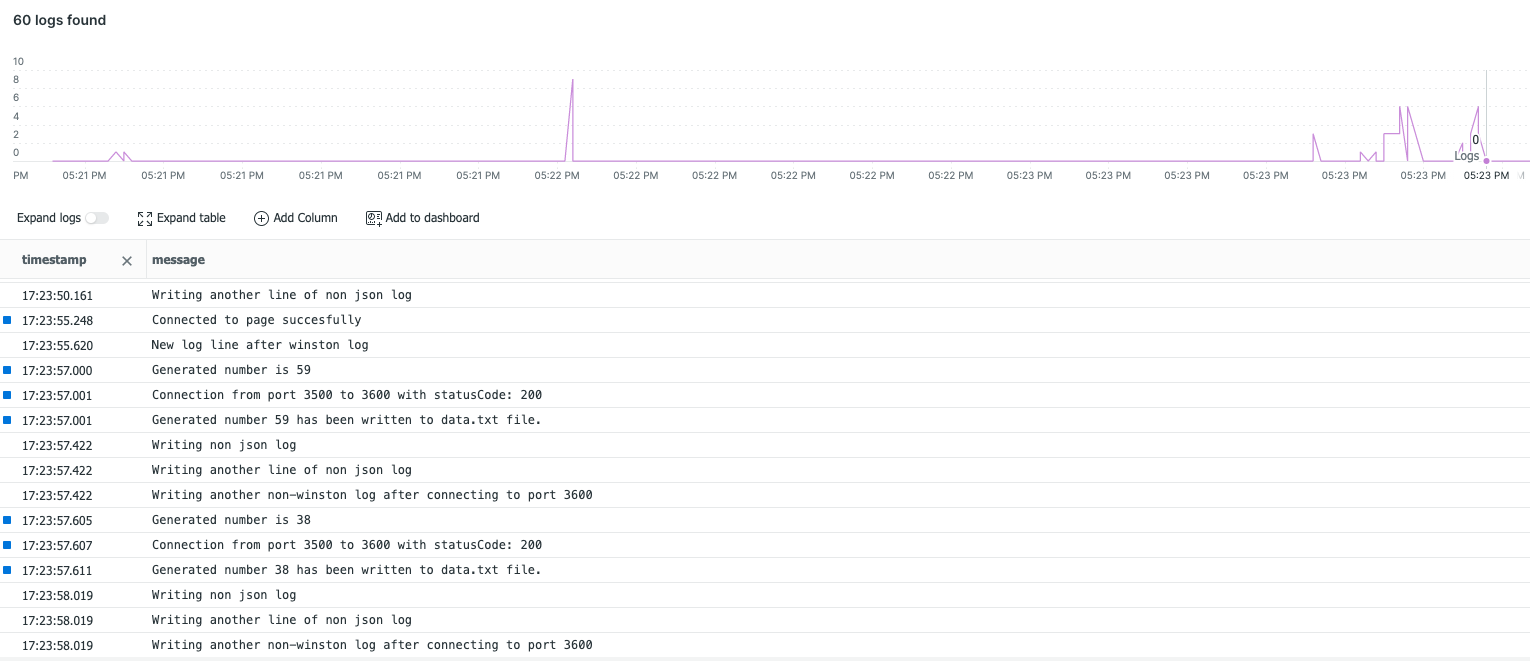 60 logs found
10
8
6
4
2
0
0
Logs
PM 05:21 PM 05:21 PM 05:21 PM 05:21 PM 05:21 PM 05:21 PM 05:22 PM 05:22 PM 05:22 PM 05:22 PM 05:22 PM 05:22 PM 05:23 PM 05:23 PM 05:23 PM 05:23 PM 05:23 PM 05:23 PM 05:23 PM
Expand logs Expand table Add Column Add to dashboard
timestamp message
17:23:50.161 Writing another line of non json log
17:23:55.248 Connected to page succesfully
17:23:55.620 New log line after winston log
17:23:57.000 Generated number is 59
17:23:57.001 Connection from port 3500 to 3600 with statusCode: 200
17:23:57.001 Generated number 59 has been written to data.txt file.
17:23:57.422 Writing non json log
17:23:57.422 Writing another line of non json log
17:23:57.422 Writing another non-winston log after connecting to port 3600
17:23:57.605 Generated number is 38
17:23:57.607 Connection from port 3500 to 3600 with statusCode: 200
17:23:57.611 Generated number 38 has been written to data.txt file.
17:23:58.019 Writing non json log
17:23:58.019 Writing another line of non json log
17:23:58.019 Writing another non-winston log after connecting to port 3600